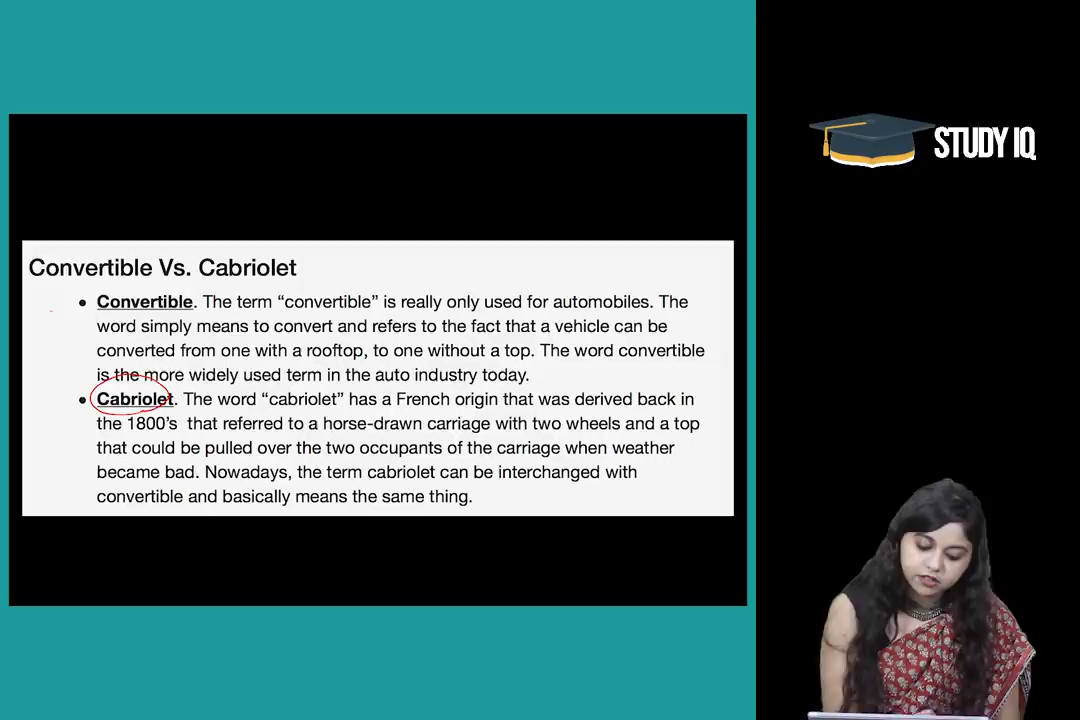 Convertible Vs. Cabriolet
• Convertible. The term “convertible” is really only used for automobiles. The
word simply means to convert and refers to the fact that a vehicle can be
converted from one with a rooftop, to one without a top. The word convertible
is the more widely used term in the auto industry today.
• Cabriolet. The word “cabriolet” has a French origin that was derived back in
the 1800’s that referred to a horse-drawn carriage with two wheels and a top
that could be pulled over the two occupants of the carriage when weather
became bad. Nowadays, the term cabriolet can be interchanged with
convertible and basically means the same thing.
STUDY IQ